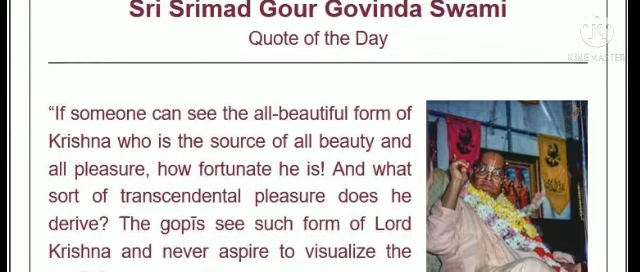 Sri Srimad Gour Govinda Swami
Quote of the Day
KINEMASTER
“If someone can see the all-beautiful form of
Krishna who is the source of all beauty and
all pleasure, how fortunate he is! And what
sort of transcendental pleasure does he
derive? The gopīs see such form of Lord
Krishna and never aspire to visualize the